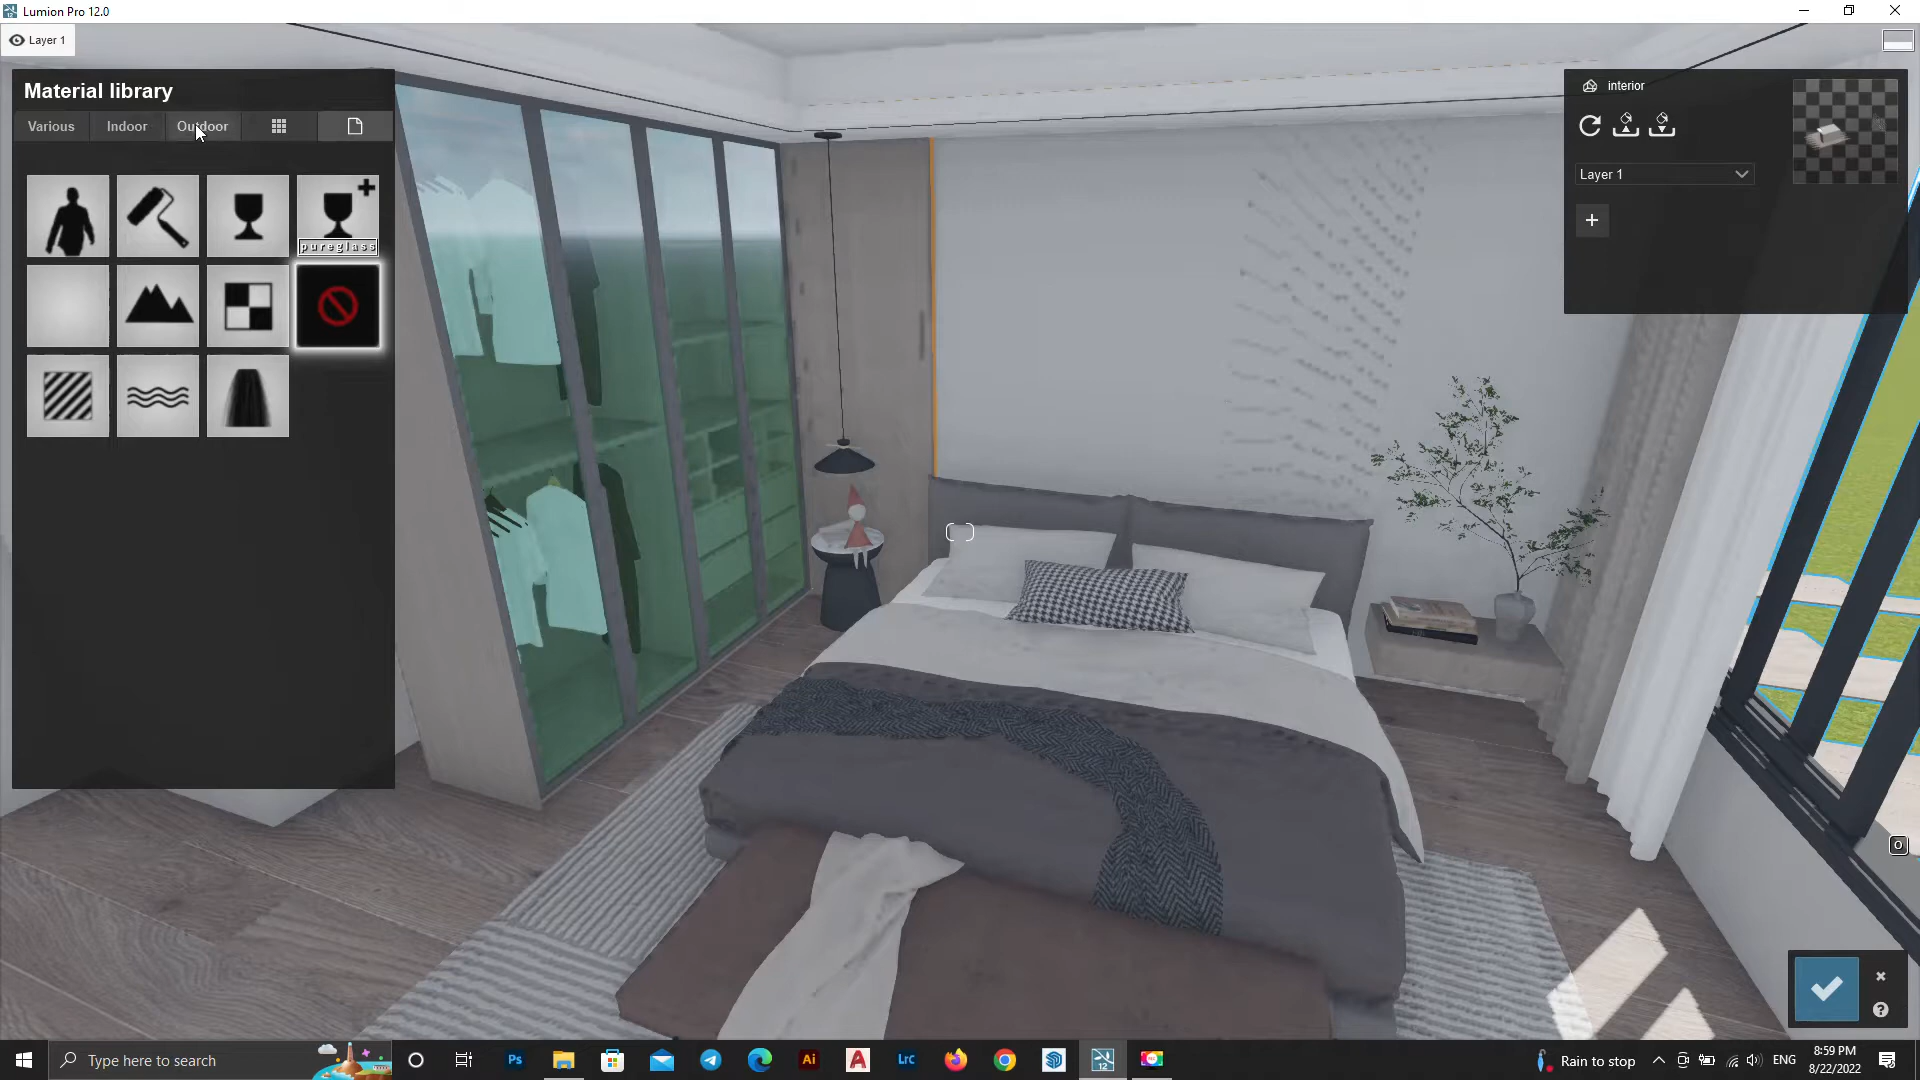 Lumion Pro 12.0
Layer 1
Material library
Various Indoor Outdoor
pureglass
interior
Layer 1
+
O
?
Type here to search
Ps
Ai
A
Lrc
12
Rain to stop
ENG
8:59 PM
8/22/2022